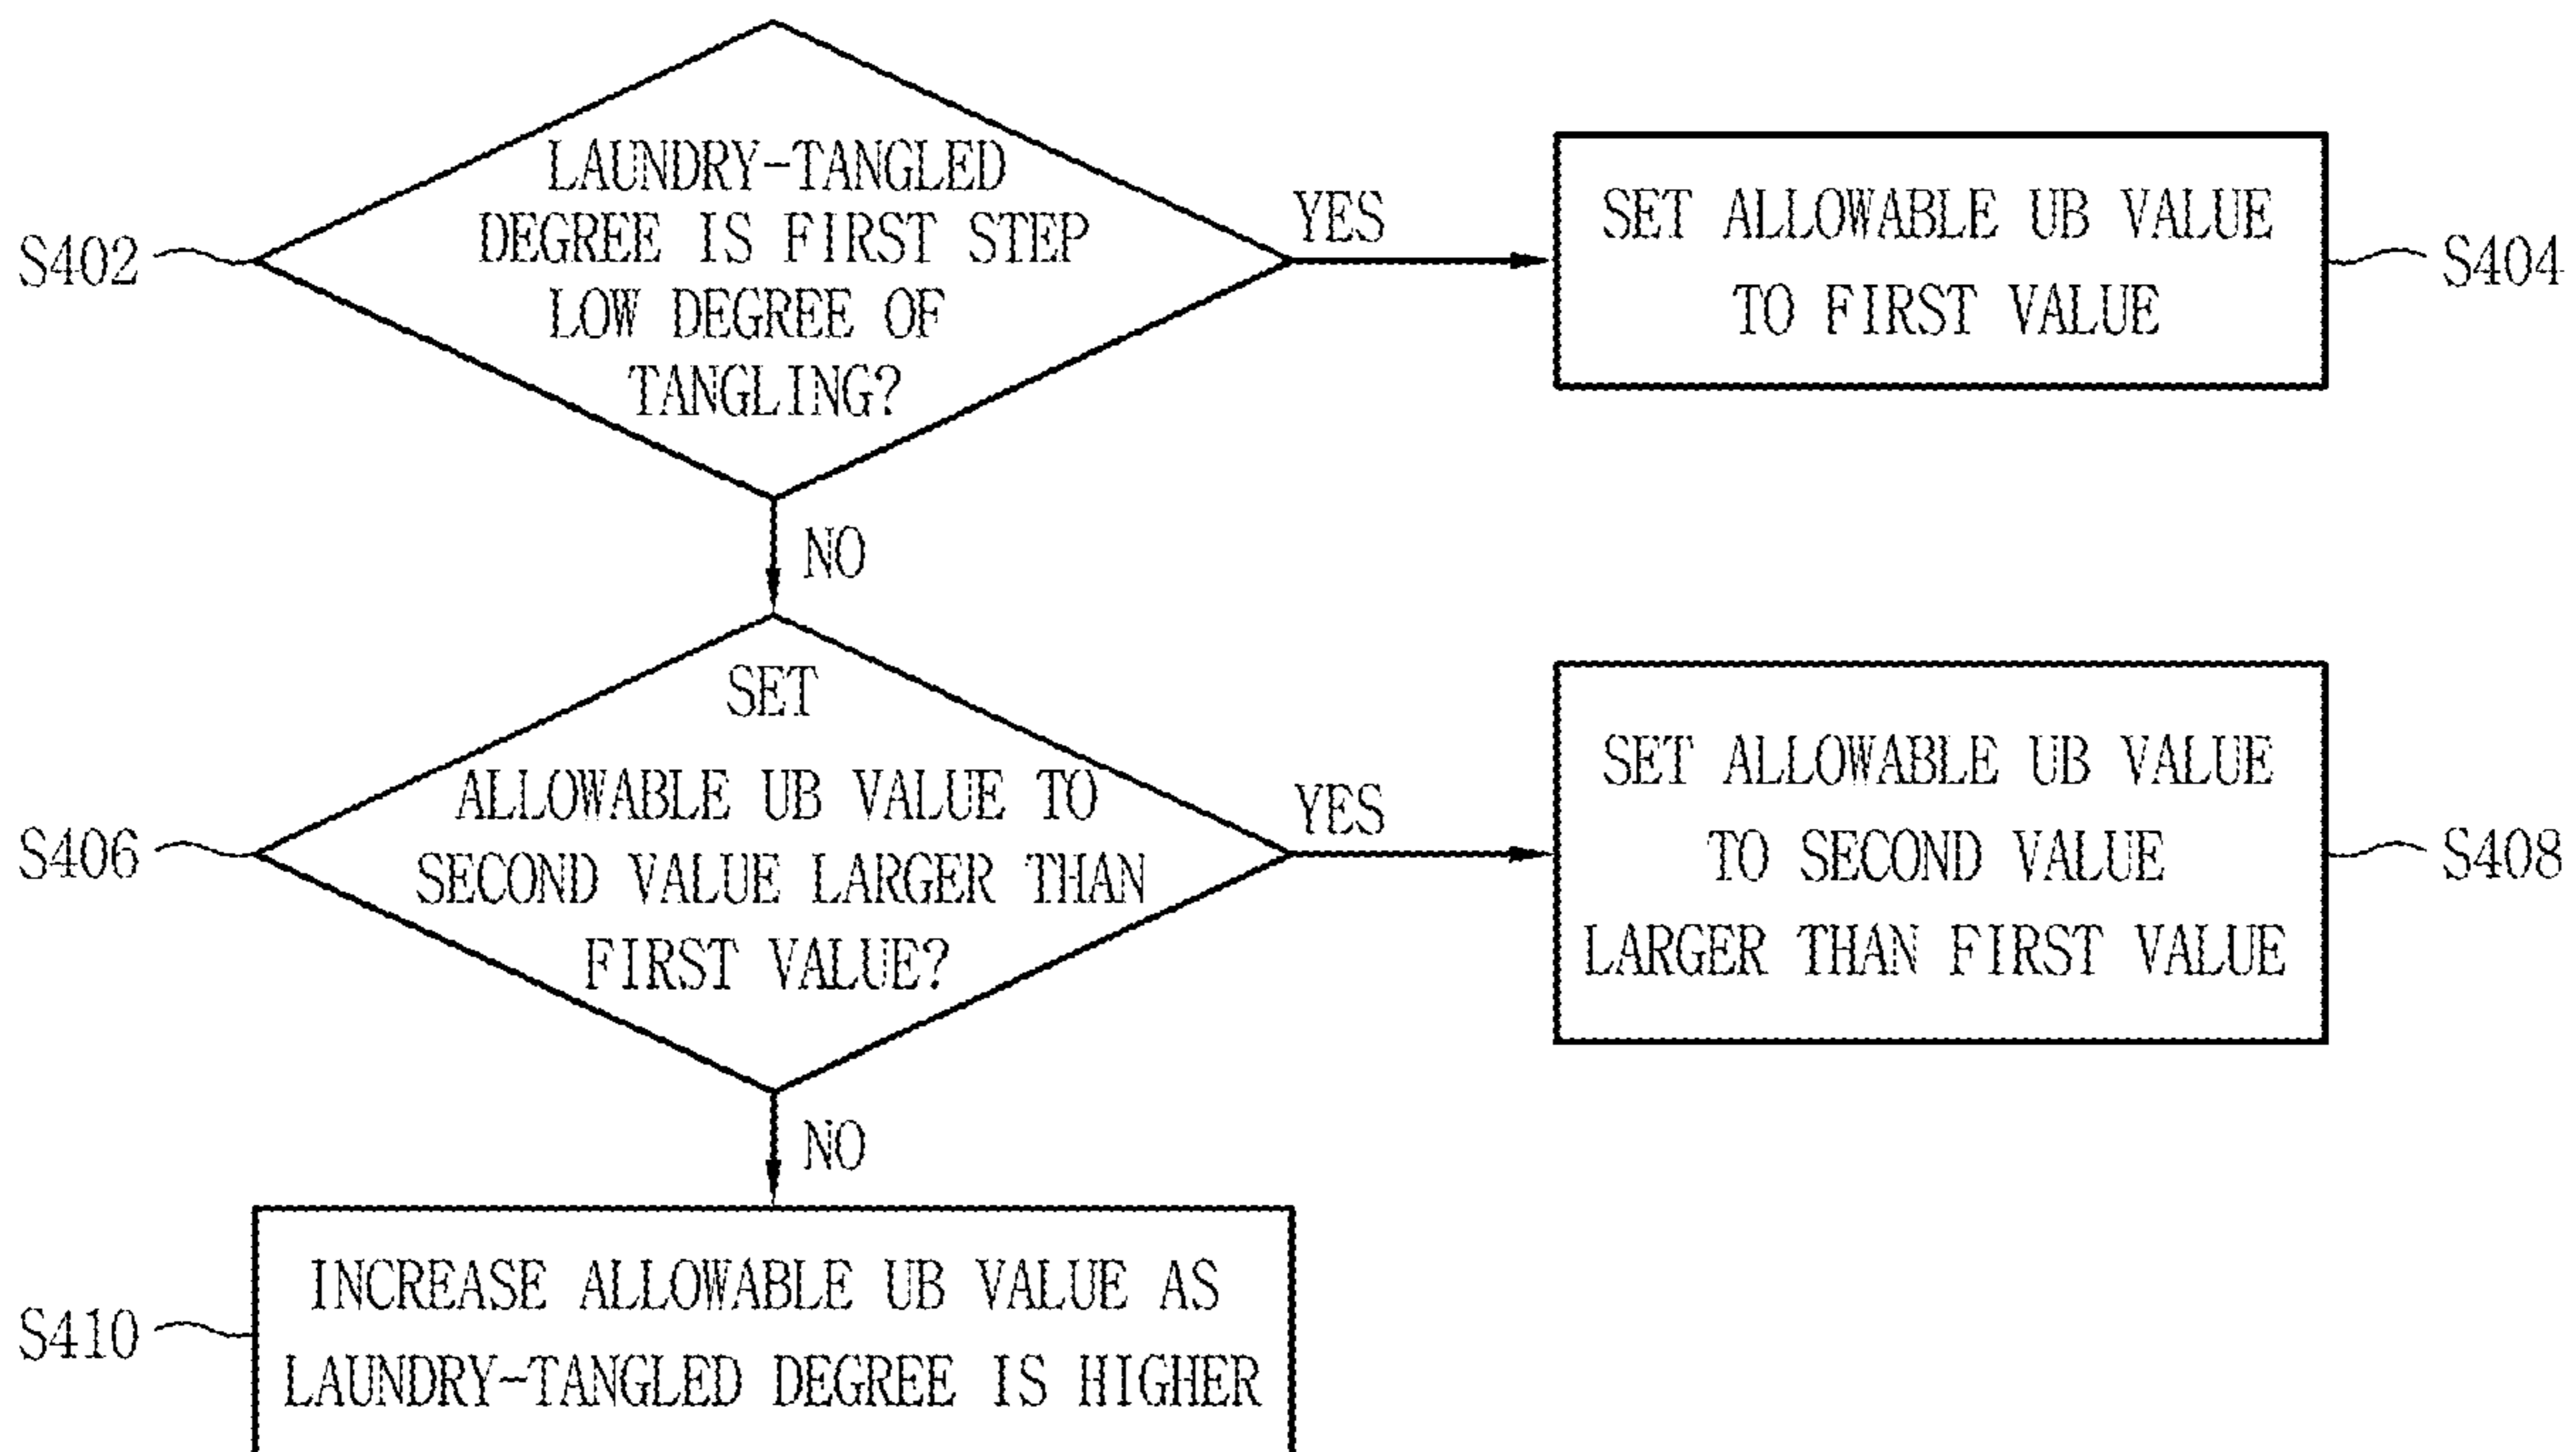 LAUNDRY-TANGLED
DEGREE IS FIRST STEP
LOW DEGREE OF
TANGLING?
S402
YES
SET ALLOWABLE UB VALUE
TO FIRST VALUE
S404
NO
SET
ALLOWABLE UB VALUE TO
SECOND VALUE LARGER THAN
FIRST VALUE?
S406
YES
SET ALLOWABLE UB VALUE
TO SECOND VALUE
LARGER THAN FIRST VALUE
S408
NO
INCREASE ALLOWABLE UB VALUE AS
LAUNDRY-TANGLED DEGREE IS HIGHER
S410